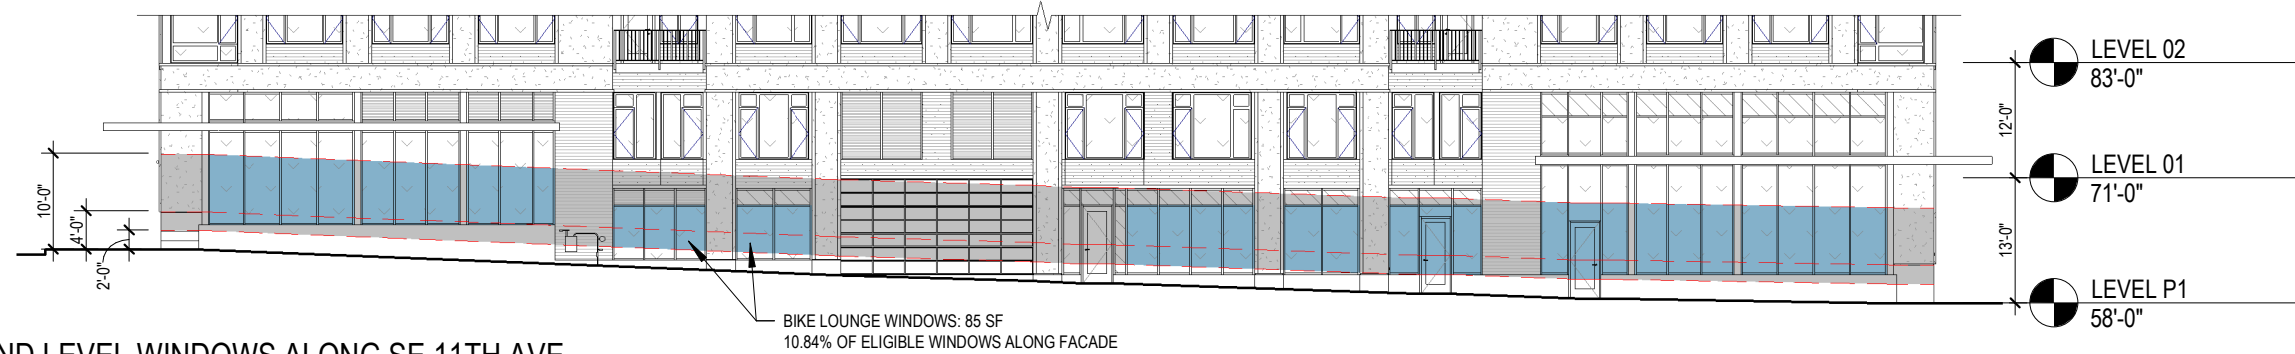 LEVEL 02
83'-0"
12'-0"
LEVEL 01
71'-0"
10'-0"
4'-0"
2'-0"
13'-0"
LEVEL P1
58'-0"
BIKE LOUNGE WINDOWS: 85 SF
10.84% OF ELIGIBLE WINDOWS ALONG FACADE
LEVEL WINDOWS ALONG SE 11TH AVE